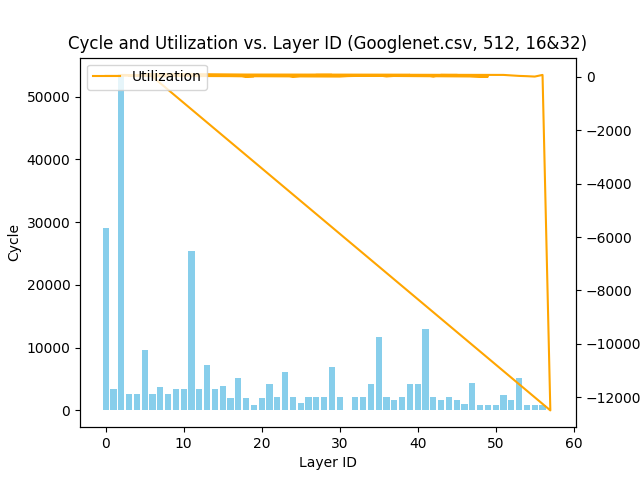 Cycle and Utilization vs. Layer ID (Googlenet.csv, 512, 16&32)
Utilization
50000
40000
30000
20000
10000
0
Cycle
0
−2000
−4000
−6000
−8000
−10000
−12000
0 10 20 30 40 50 60
Layer ID